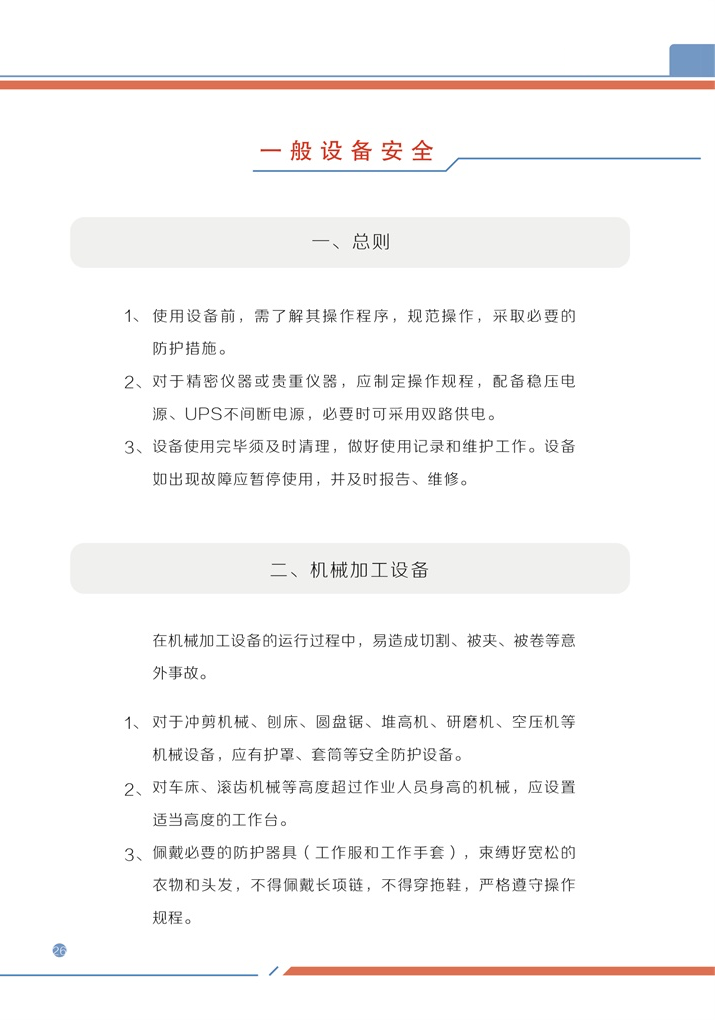 一般设备安全
一、总则
1、使用设备前，需了解其操作程序，规范操作，采取必要的
防护措施。
2、对于精密仪器或贵重仪器，应制定操作规程，配备稳压电
源、UPS不间断电源，必要时可采用双路供电。
3、设备使用完毕须及时清理，做好使用记录和维护工作。设备
如出现故障应暂停使用，并及时报告、维修。
二、机械加工设备
在机械加工设备的运行过程中，易造成切割、被夹、被卷等意
外事故。
1、对于冲剪机械、刨床、圆盘锯、堆高机、研磨机、空压机等
机械设备，应有护罩、套筒等安全防护设备。
2、对车床、滚齿机械等高度超过作业人员身高的机械，应设置
适当高度的工作台。
3、佩戴必要的防护器具（工作服和工作手套），束缚好宽松的
衣物和头发，不得佩戴长项链，不得穿拖鞋，严格遵守操作
规程。
26